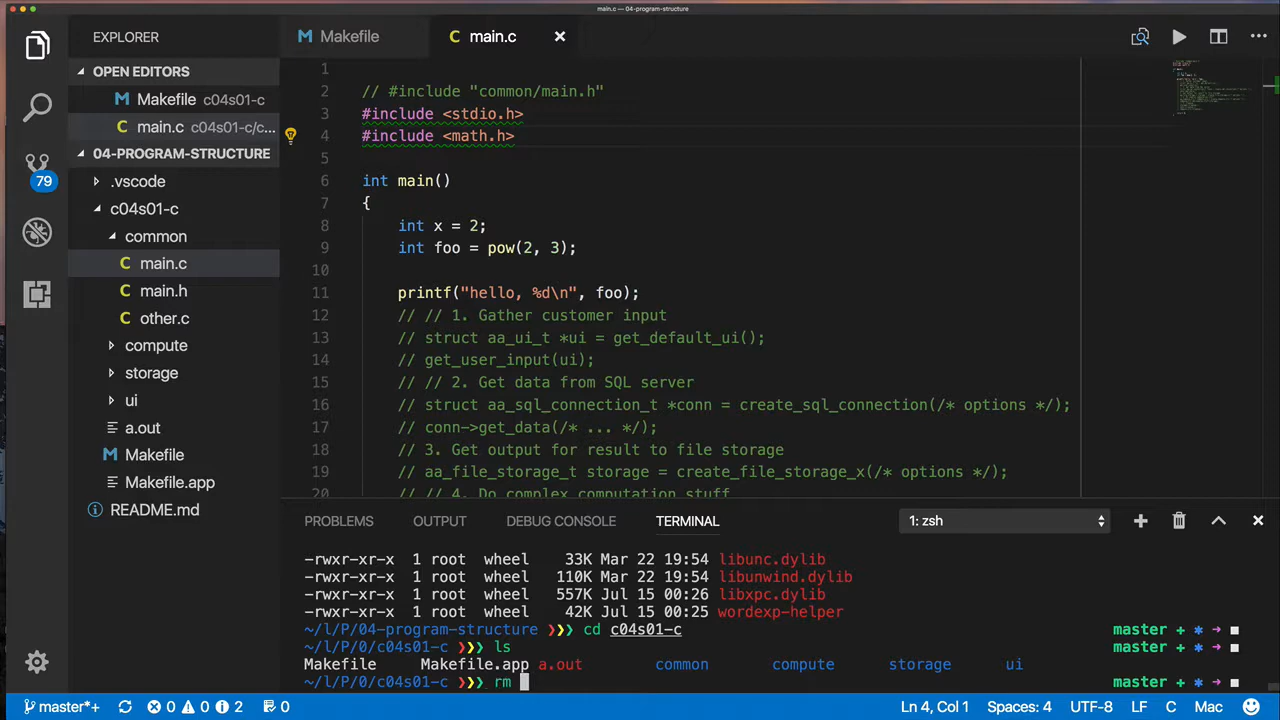 main.c — 04-program-structure
EXPLORER
OPEN EDITORS
Makefile c04s01-c
main.c c04s01-c/c...
04-PROGRAM-STRUCTURE
.vscode
c04s01-c
common
main.c
main.h
other.c
compute
storage
ui
a.out
Makefile
Makefile.app
README.md
79
Makefile
main.c
1
2 // #include "common/main.h"
3 #include <stdio.h>
4 #include <math.h>
5
6 int main()
7 {
8 int x = 2;
9 int foo = pow(2, 3);
10
11 printf("hello, %d\n", foo);
12 // // 1. Gather customer input
13 // struct aa_ui_t *ui = get_default_ui();
14 // get_user_input(ui);
15 // // 2. Get data from SQL server
16 // struct aa_sql_connection_t *conn = create_sql_connection(/* options */);
17 // conn->get_data(/* ... */);
18 // // 3. Get output for result to file storage
19 // aa_file_storage_t storage = create_file_storage_x(/* options */);
20 // // 4. Do complex computation stuff
PROBLEMS OUTPUT DEBUG CONSOLE TERMINAL 1: zsh
-rwxr-xr-x 1 root wheel 33K Mar 22 19:54 libunc.dylib
-rwxr-xr-x 1 root wheel 110K Mar 22 19:54 libunwind.dylib
-rwxr-xr-x 1 root wheel 557K Jul 15 00:26 libxpc.dylib
-rwxr-xr-x 1 root wheel 42K Jul 15 00:25 wordexp-helper
~/l/P/04-program-structure ❯❯❯ cd c04s01-c master + * → ■
~/l/P/0/c04s01-c ❯❯❯ ls master + * → ■
Makefile Makefile.app a.out common compute storage ui
~/l/P/0/c04s01-c ❯❯❯ rm master + * → ■
master*+ 0 0 2 0 Ln 4, Col 1 Spaces: 4 UTF-8 LF C Mac